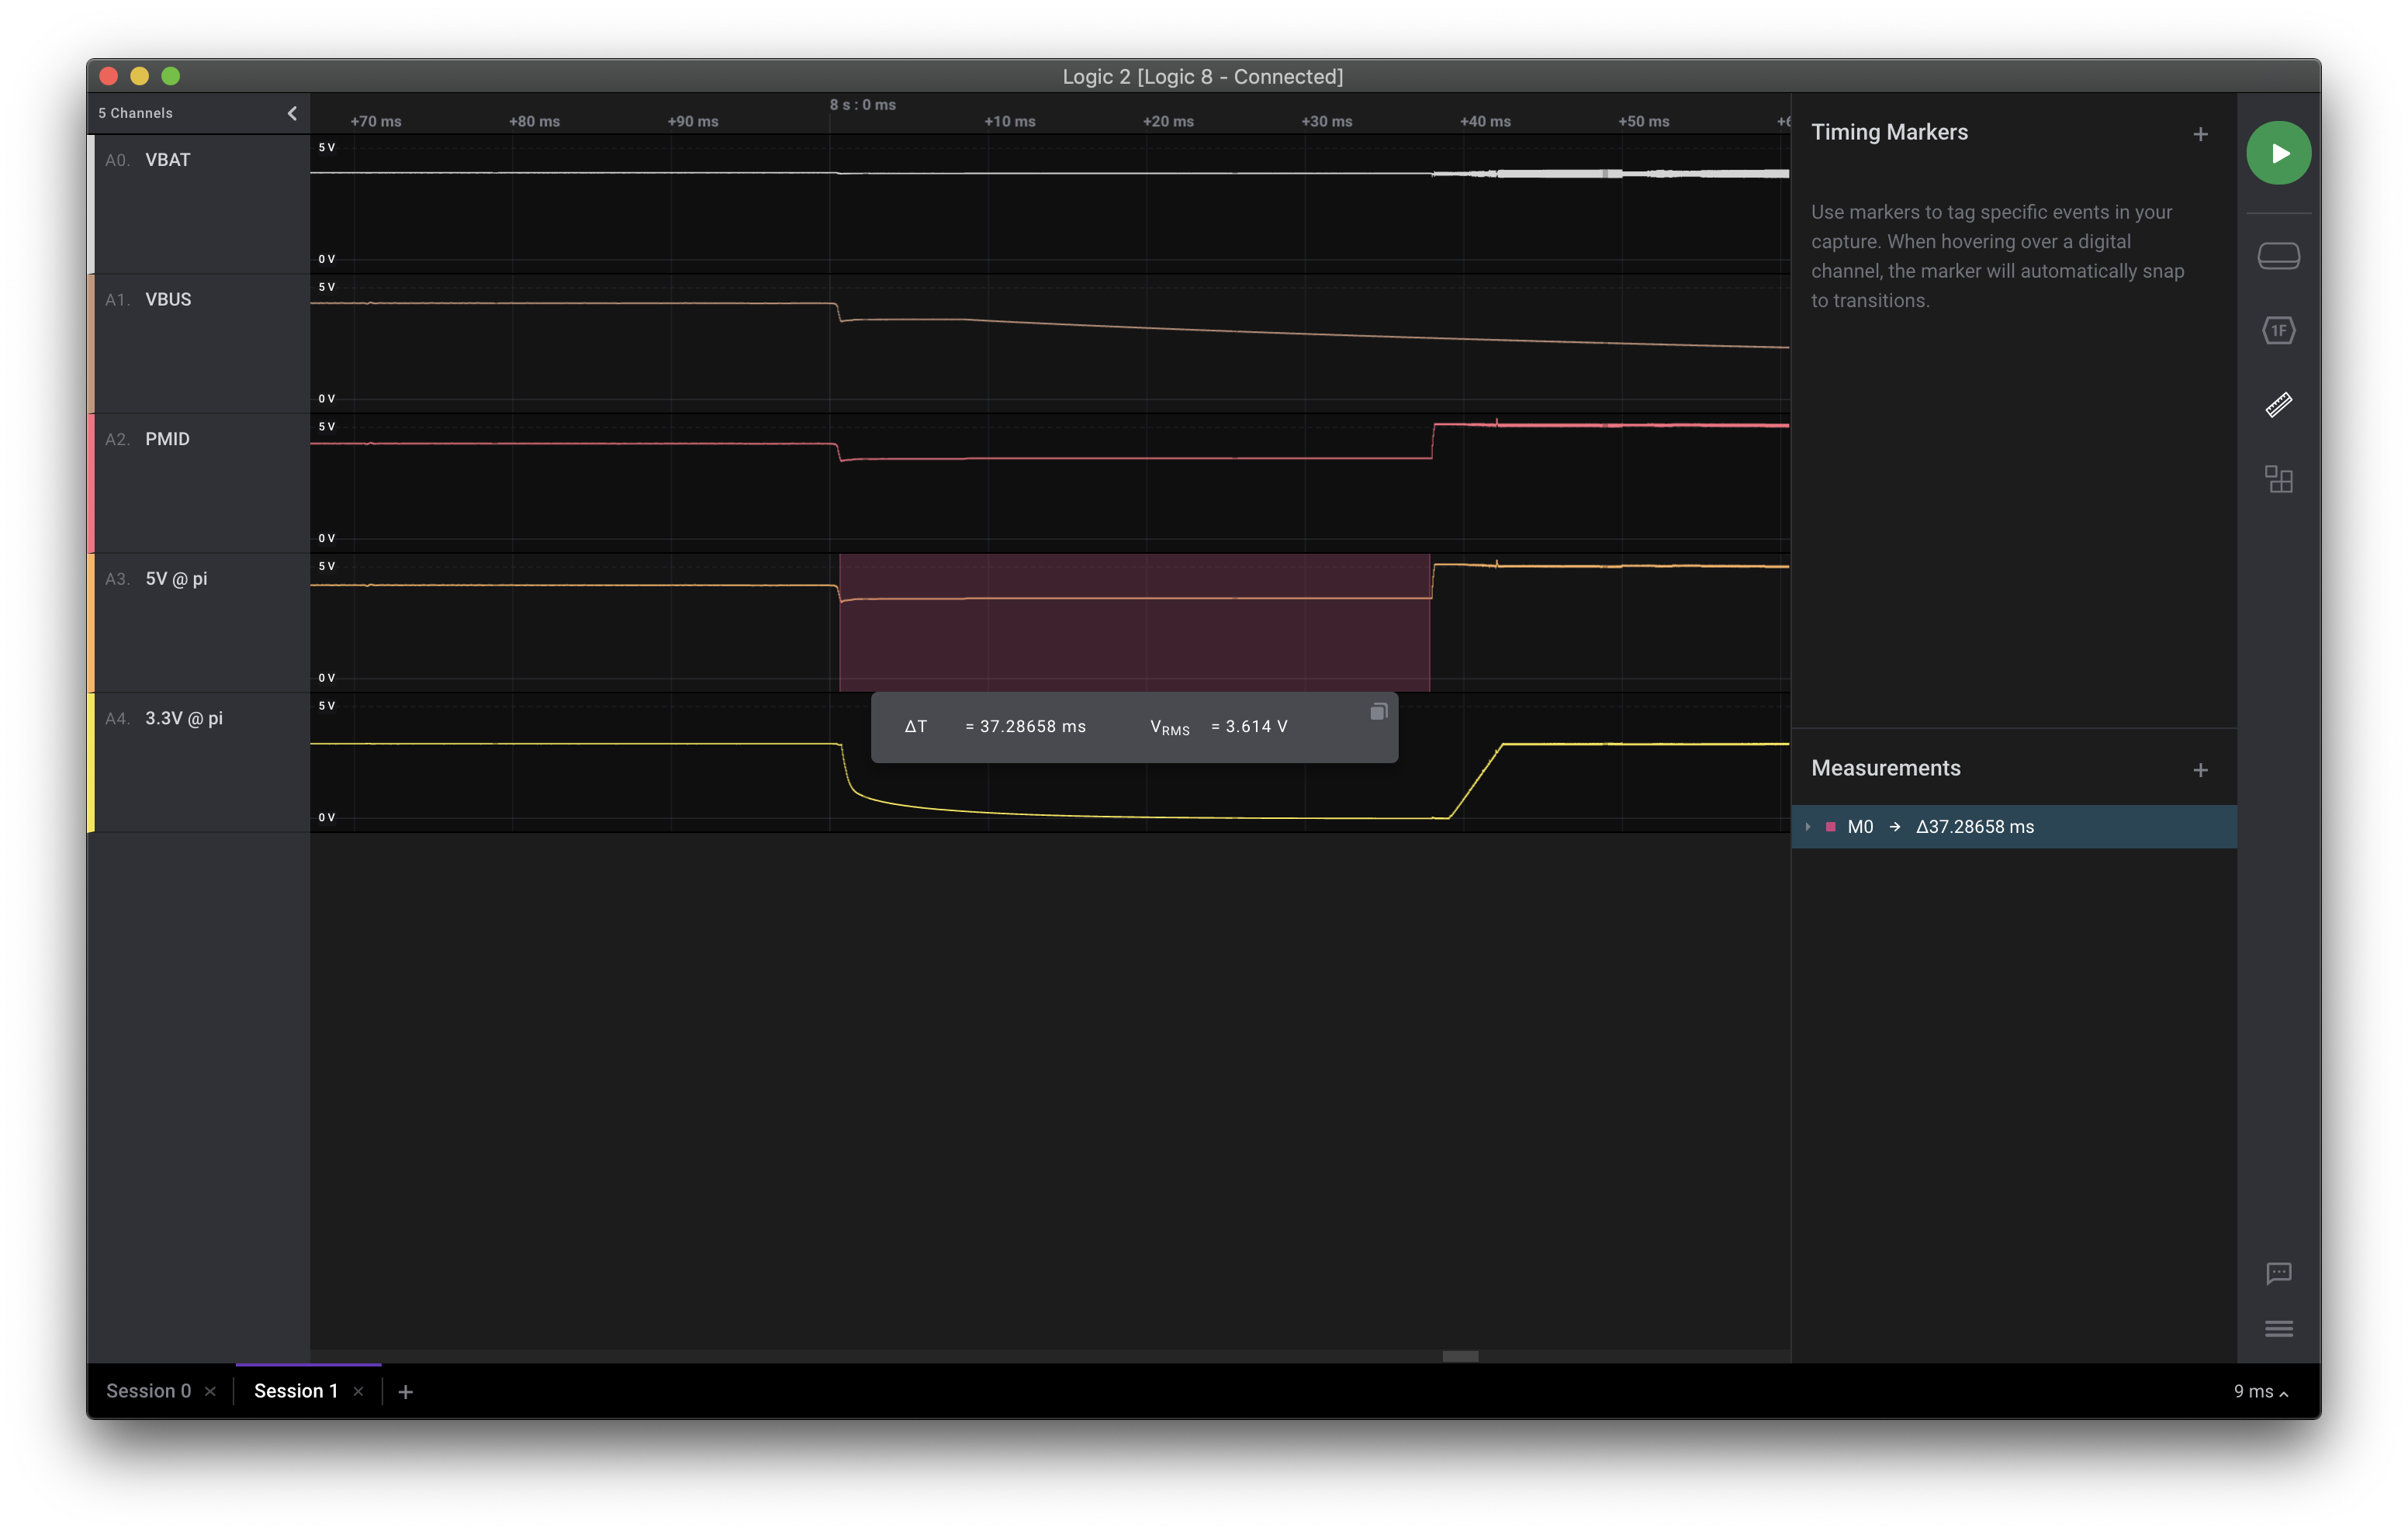 Logic 2 [Logic 8 - Connected]
5 Channels
8 s : 0 ms
+70 ms +80 ms +90 ms +10 ms +20 ms +30 ms +40 ms +50 ms
A0. VBAT
5 V
0 V
A1. VBUS
5 V
0 V
A2. PMID
5 V
0 V
A3. 5V @ pi
5 V
0 V
A4. 3.3V @ pi
5 V
0 V
ΔT = 37.28658 ms VRMS = 3.614 V
Timing Markers +
Use markers to tag specific events in your
capture. When hovering over a digital
channel, the marker will automatically snap
to transitions.
Measurements +
M0 → Δ37.28658 ms
1F
Session 0 × Session 1 × +
9 ms